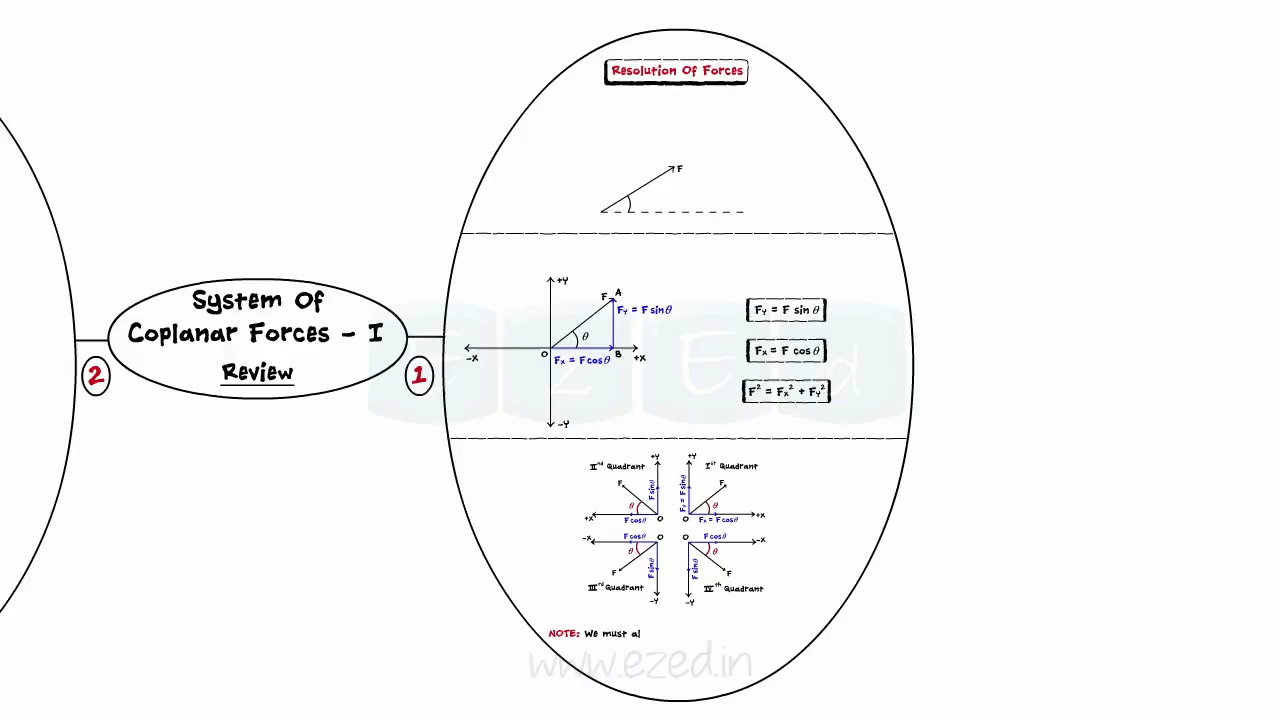 Resolution Of Forces
F
System Of
Coplanar Forces - I
Review
2
1
+Y
F
A
Fy = F sinθ
θ
O
B
-X
Fx = F cosθ
+X
-Y
Fy = F sin θ
Fx = F cos θ
F² = Fx² + Fy²
EZEd
IInd Quadrant
+Y
F
F sinθ
θ
+X
F cosθ
O
+Y
Ist Quadrant
F
θ
O
Fx = F cosθ
+X
-X
F cosθ
O
θ
F
F sinθ
IIIrd Quadrant
-Y
O
F cosθ
-X
θ
F sinθ
F
IVth Quadrant
-Y
NOTE: We must al
www.ezed.in